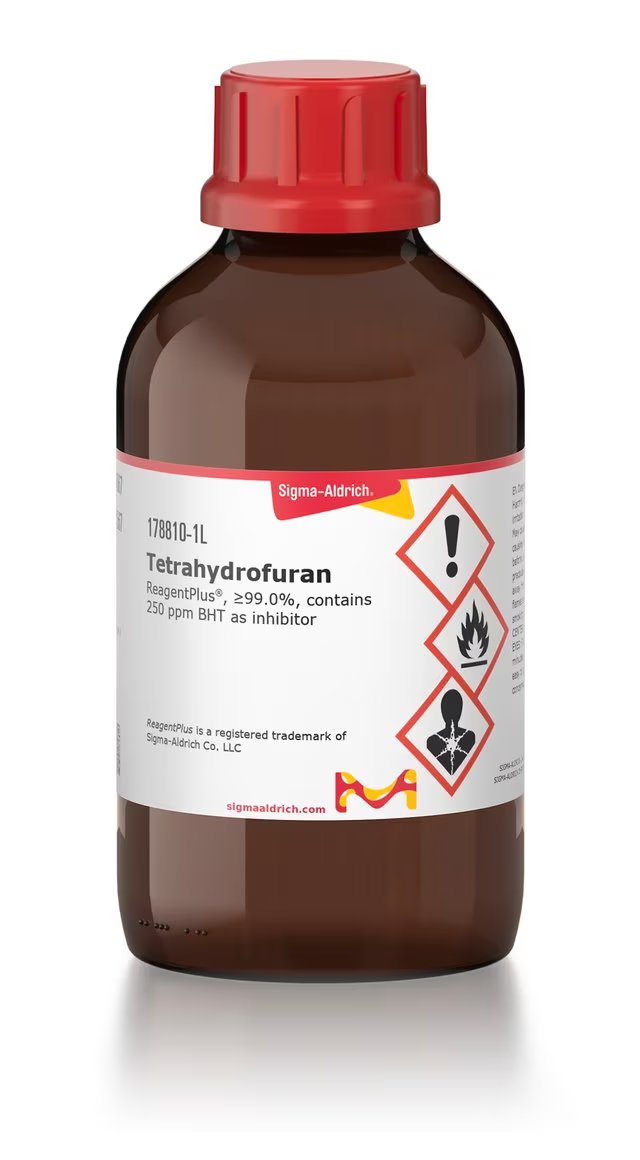 Sigma-Aldrich®
178810-1L
Tetrahydrofuran
ReagentPlus®, ≥99.0%, contains
250 ppm BHT as inhibitor
ReagentPlus is a registered trademark of
Sigma-Aldrich Co. LLC
sigmaaldrich.com